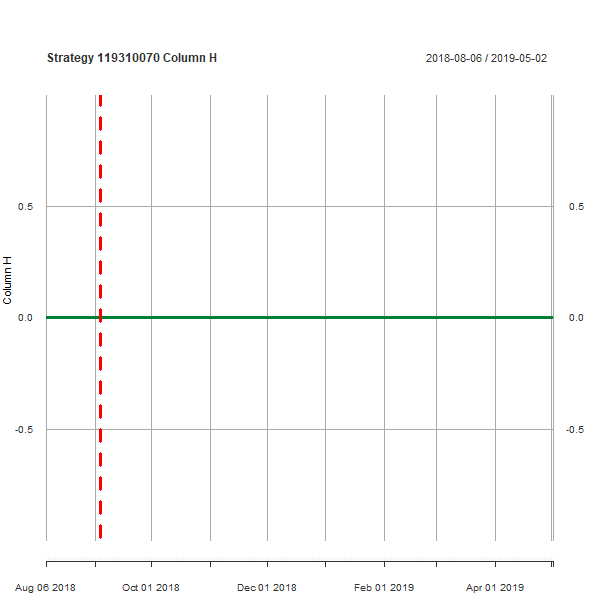 Strategy 119310070 Column H 2018-08-06 / 2019-05-02
0.5 0.5
Column H
0.0 0.0
-0.5 -0.5
Aug 06 2018 Oct 01 2018 Dec 01 2018 Feb 01 2019 Apr 01 2019